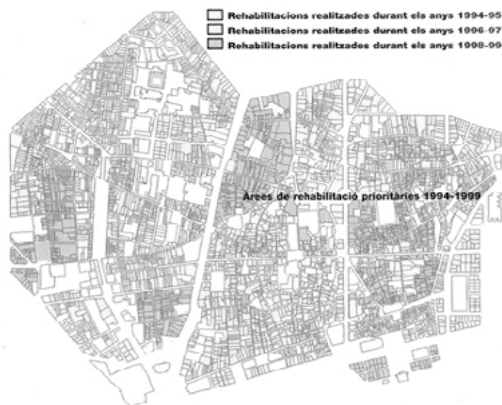 Rehabilitacions realitzades durant els anys 1994-95
Rehabilitacions realitzades durant els anys 1996-97
Rehabilitacions realitzades durant els anys 1998-99
Àrees de rehabilitació prioritàries 1994-1999